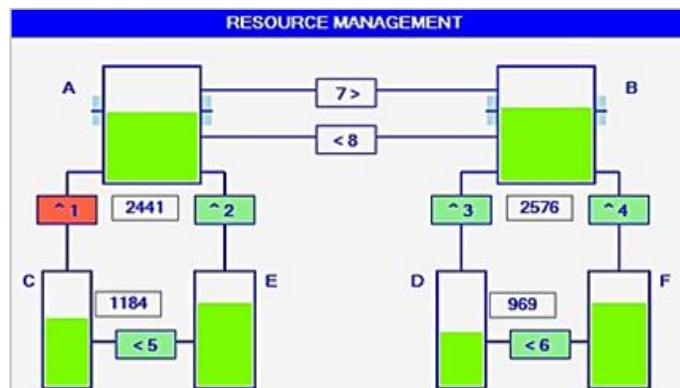 RESOURCE MANAGEMENT
A
B
7 >
< 8
^ 1
2441
^ 2
^ 3
2576
^ 4
C
1184
E
D
969
F
< 5
< 6